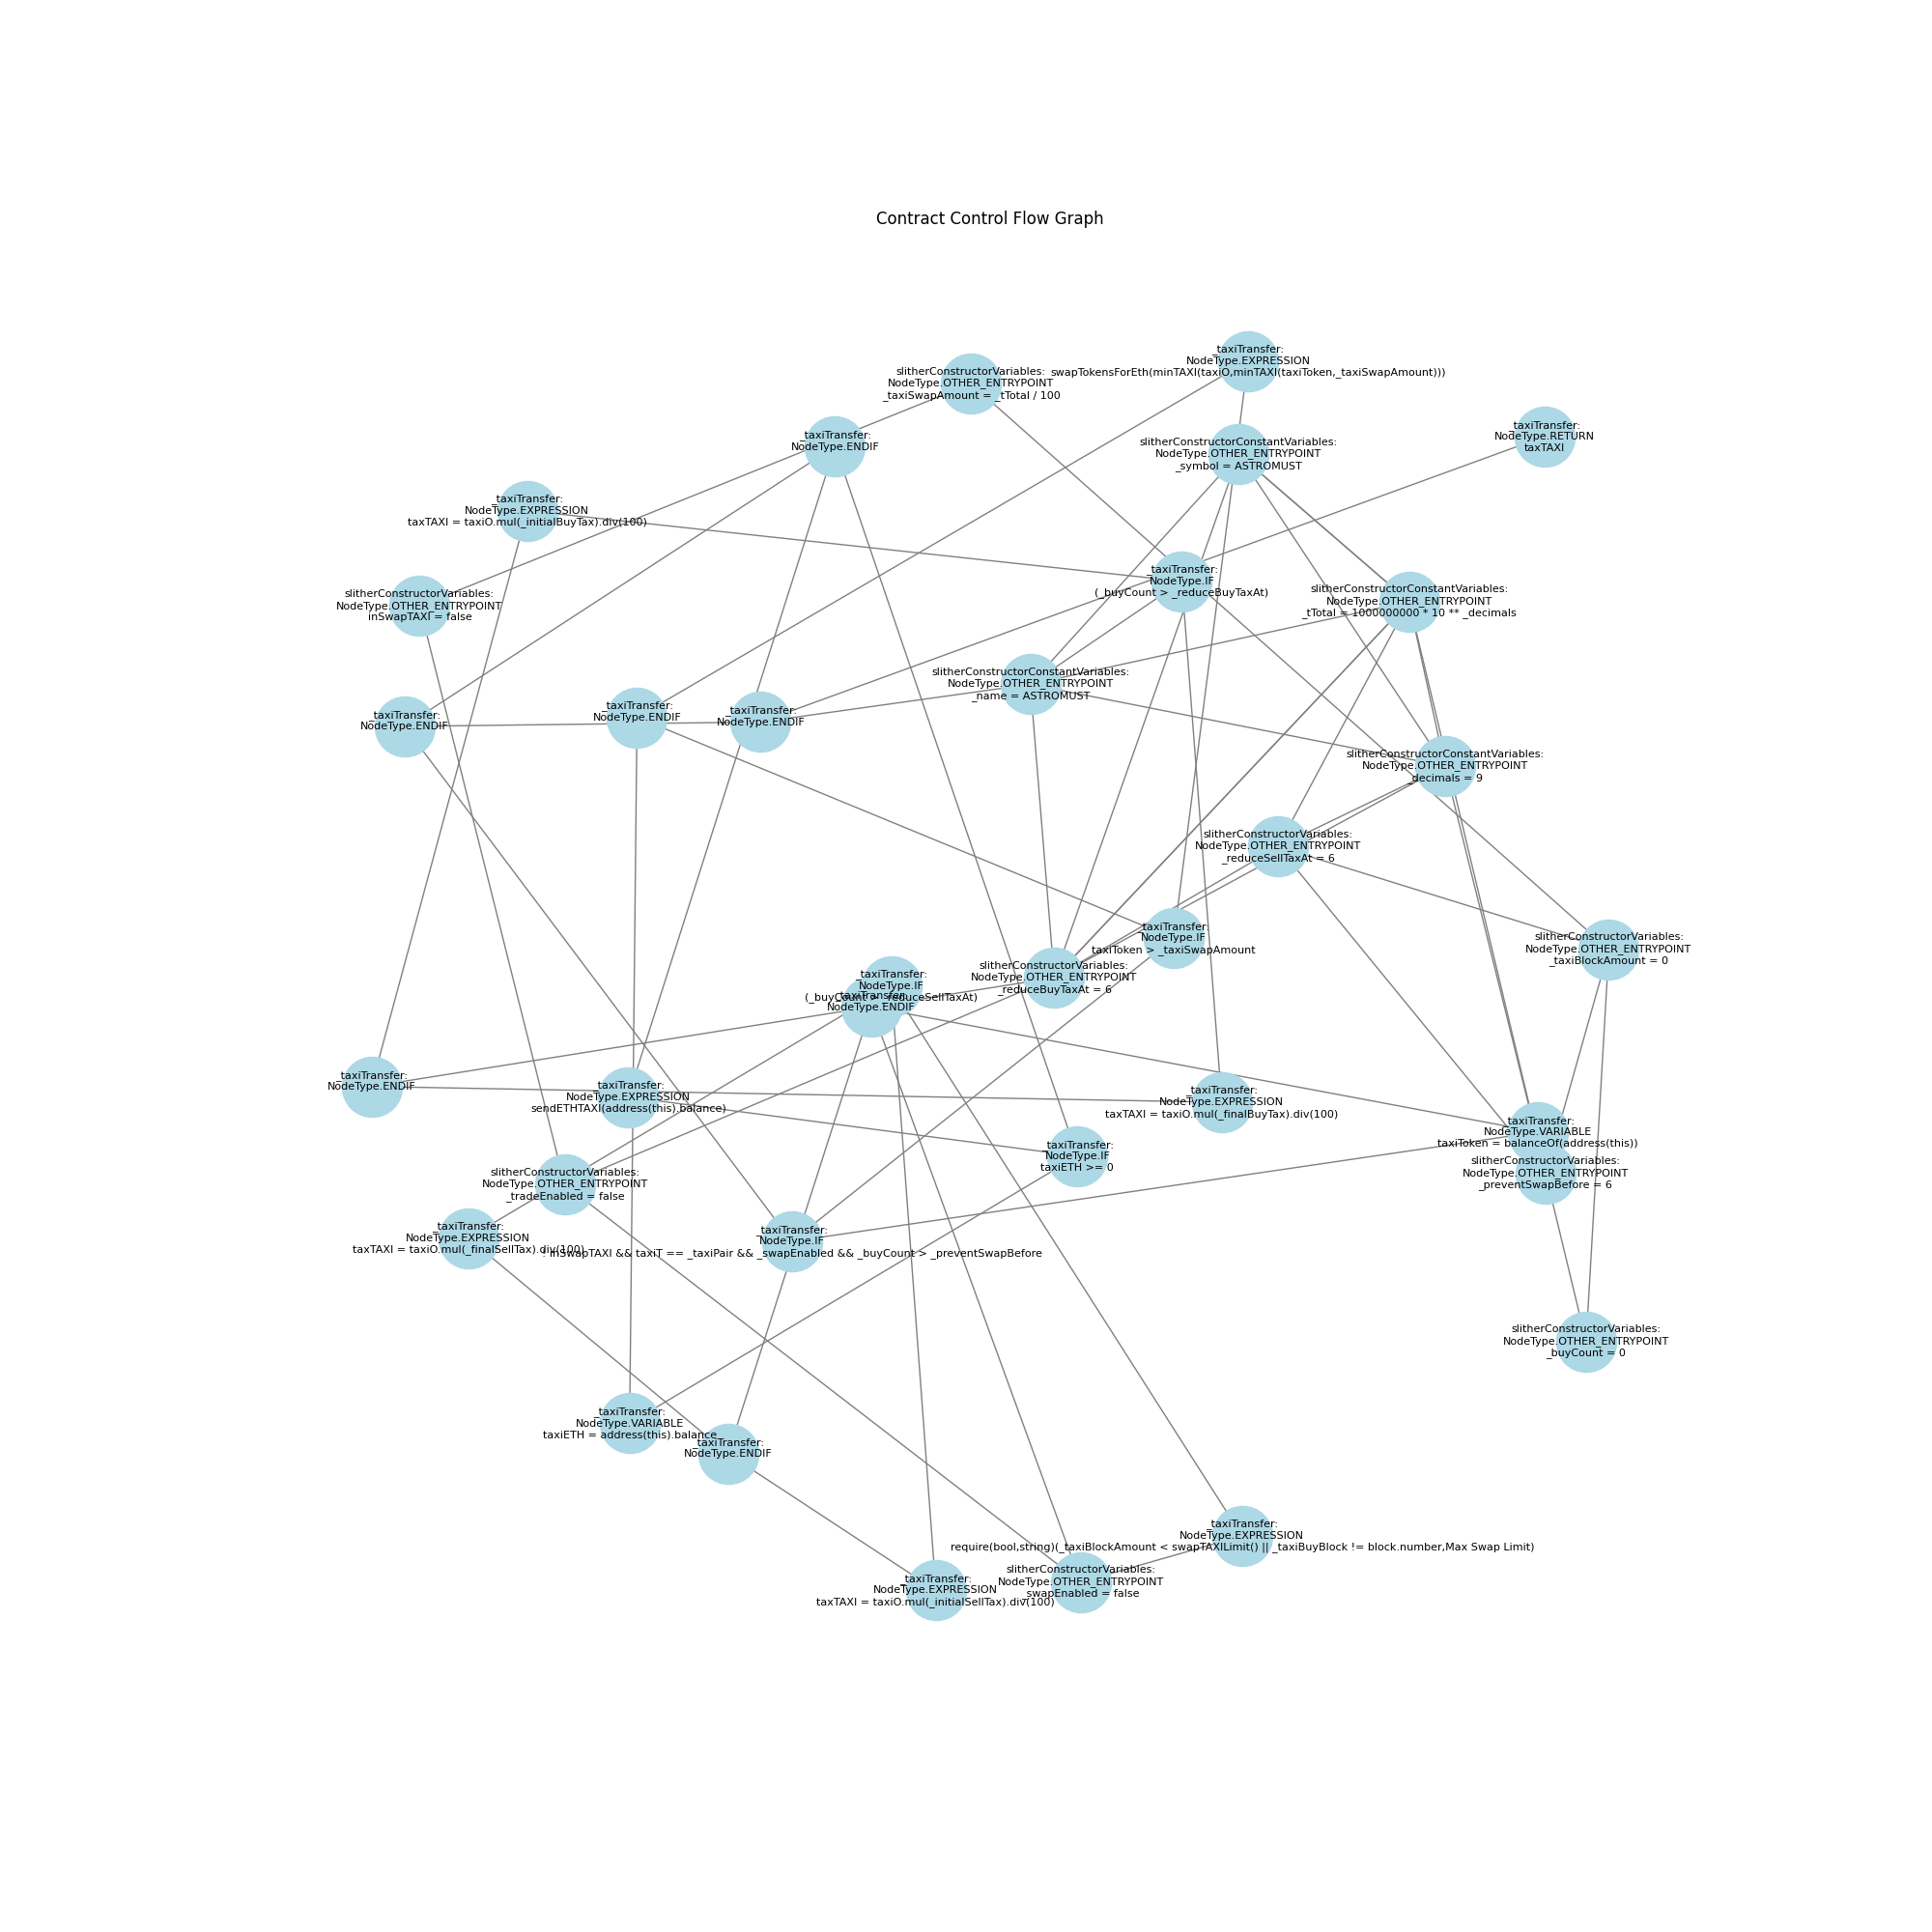 Contract Control Flow Graph
_taxiTransfer:
NodeType.EXPRESSION
swapTokensForEth(minTAXI(taxiO,minTAXI(taxiToken,_taxiSwapAmount)))
slitherConstructorVariables:
NodeType.OTHER_ENTRYPOINT
_taxiSwapAmount = _tTotal / 100
_taxiTransfer:
NodeType.RETURN
taxTAXI
_taxiTransfer:
NodeType.ENDIF
slitherConstructorConstantVariables:
NodeType.OTHER_ENTRYPOINT
_symbol = ASTROMUST
_taxiTransfer:
NodeType.EXPRESSION
taxTAXI = taxiO.mul(_initialBuyTax).div(100)
_taxiTransfer:
NodeType.IF
(_buyCount > _reduceBuyTaxAt)
slitherConstructorVariables:
NodeType.OTHER_ENTRYPOINT
inSwapTAXI = false
slitherConstructorConstantVariables:
NodeType.OTHER_ENTRYPOINT
_tTotal = 1000000000 * 10 ** _decimals
slitherConstructorConstantVariables:
NodeType.OTHER_ENTRYPOINT
_name = ASTROMUST
_taxiTransfer:
NodeType.ENDIF
_taxiTransfer:
NodeType.ENDIF
_taxiTransfer:
NodeType.ENDIF
slitherConstructorConstantVariables:
NodeType.OTHER_ENTRYPOINT
_decimals = 9
slitherConstructorVariables:
NodeType.OTHER_ENTRYPOINT
_reduceSellTaxAt = 6
_taxiTransfer:
NodeType.IF
taxiToken > _taxiSwapAmount
slitherConstructorVariables:
NodeType.OTHER_ENTRYPOINT
_taxiBlockAmount = 0
slitherConstructorVariables:
NodeType.OTHER_ENTRYPOINT
_reduceBuyTaxAt = 6
_taxiTransfer:
NodeType.IF
(_buyCount > _reduceSellTaxAt)
_taxiTransfer:
NodeType.ENDIF
_taxiTransfer:
NodeType.ENDIF
_taxiTransfer:
NodeType.EXPRESSION
sendETHTAXI(address(this).balance)
_taxiTransfer:
NodeType.EXPRESSION
taxTAXI = taxiO.mul(_finalBuyTax).div(100)
_taxiTransfer:
NodeType.VARIABLE
taxiToken = balanceOf(address(this))
_taxiTransfer:
NodeType.IF
taxiETH >= 0
slitherConstructorVariables:
NodeType.OTHER_ENTRYPOINT
_preventSwapBefore = 6
slitherConstructorVariables:
NodeType.OTHER_ENTRYPOINT
_tradeEnabled = false
_taxiTransfer:
NodeType.EXPRESSION
taxTAXI = taxiO.mul(_finalSellTax).div(100)
_taxiTransfer:
NodeType.IF
! inSwapTAXI && taxiT == _taxiPair && _swapEnabled && _buyCount > _preventSwapBefore
slitherConstructorVariables:
NodeType.OTHER_ENTRYPOINT
_buyCount = 0
_taxiTransfer:
NodeType.VARIABLE
taxiETH = address(this).balance
_taxiTransfer:
NodeType.ENDIF
_taxiTransfer:
NodeType.EXPRESSION
require(bool,string)(_taxiBlockAmount < swapTAXILimit() || _taxiBuyBlock != block.number,Max Swap Limit)
slitherConstructorVariables:
NodeType.OTHER_ENTRYPOINT
_swapEnabled = false
_taxiTransfer:
NodeType.EXPRESSION
taxTAXI = taxiO.mul(_initialSellTax).div(100)